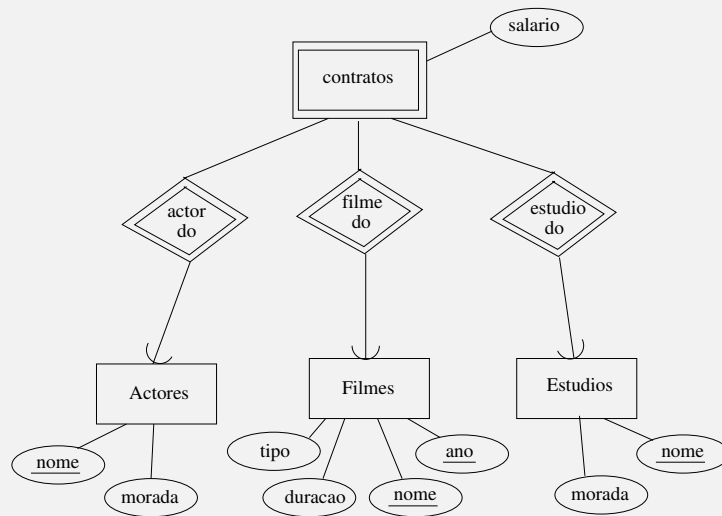 salario
contratos
actor
do
filme
do
estudio
do
Actores
Filmes
Estudios
nome
morada
tipo
duracao
nome
ano
morada
nome